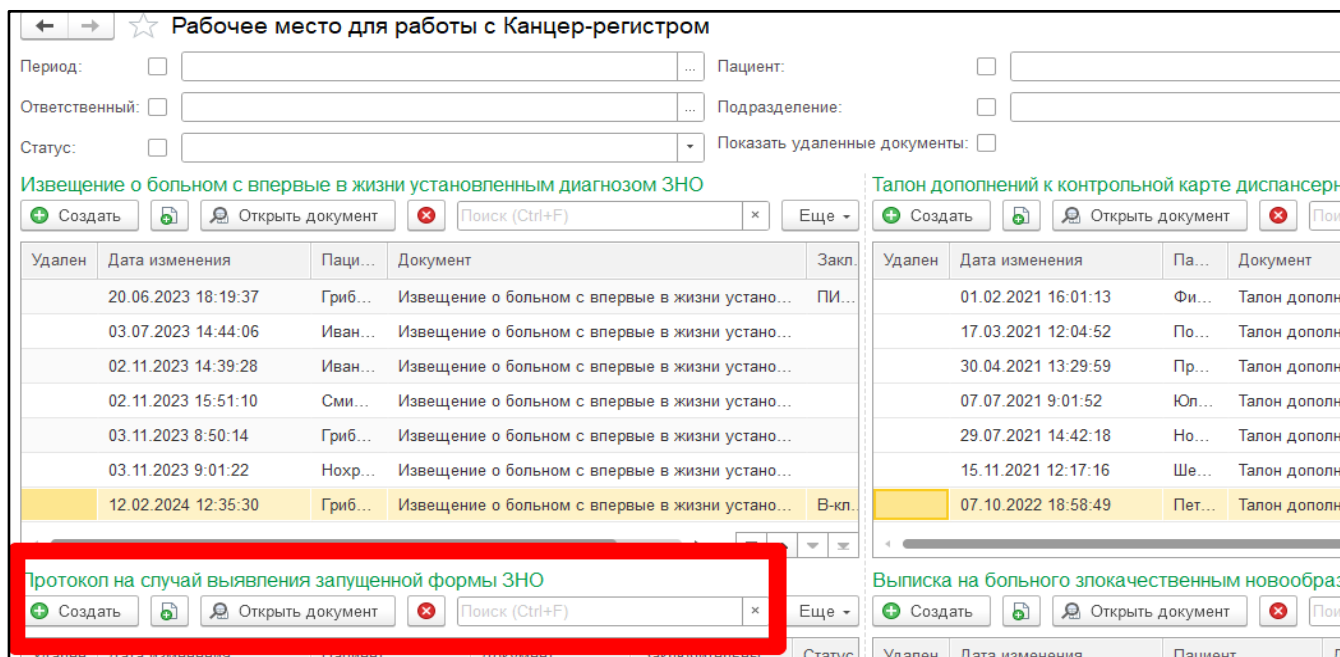 Рабочее место для работы с Канцер-регистром
Период: ... Пациент:
Ответственный: ... Подразделение:
Статус: Показать удаленные документы:
Извещение о больном с впервые в жизни установленным диагнозом ЗНО
Создать Открыть документ Поиск (Ctrl+F) × Еще
Удален Дата изменения Паци... Документ Закл.
20.06.2023 18:19:37 Гриб... Извещение о больном с впервые в жизни устано... ПИ...
03.07.2023 14:44:06 Иван... Извещение о больном с впервые в жизни устано...
02.11.2023 14:39:28 Иван... Извещение о больном с впервые в жизни устано...
02.11.2023 15:51:10 Сми... Извещение о больном с впервые в жизни устано...
03.11.2023 8:50:14 Гриб... Извещение о больном с впервые в жизни устано...
03.11.2023 9:01:22 Нохр... Извещение о больном с впервые в жизни устано...
12.02.2024 12:35:30 Гриб... Извещение о больном с впервые в жизни устано... В-кл.
Талон дополнений к контрольной карте диспансерн
Создать Открыть документ Пои
Удален Дата изменения Па... Документ
01.02.2021 16:01:13 Фи... Талон дополн
17.03.2021 12:04:52 По... Талон дополн
30.04.2021 13:29:59 Пр... Талон дополн
07.07.2021 9:01:52 Юл... Талон дополн
29.07.2021 14:42:18 Но... Талон дополн
15.11.2021 12:17:16 Ше... Талон дополн
07.10.2022 18:58:49 Пет... Талон дополн
Протокол на случай выявления запущенной формы ЗНО
Создать Открыть документ Поиск (Ctrl+F) × Еще
Статус
Выписка на больного злокачественным новообраз
Создать Открыть документ Пои
Удален Дата изменения Пациент